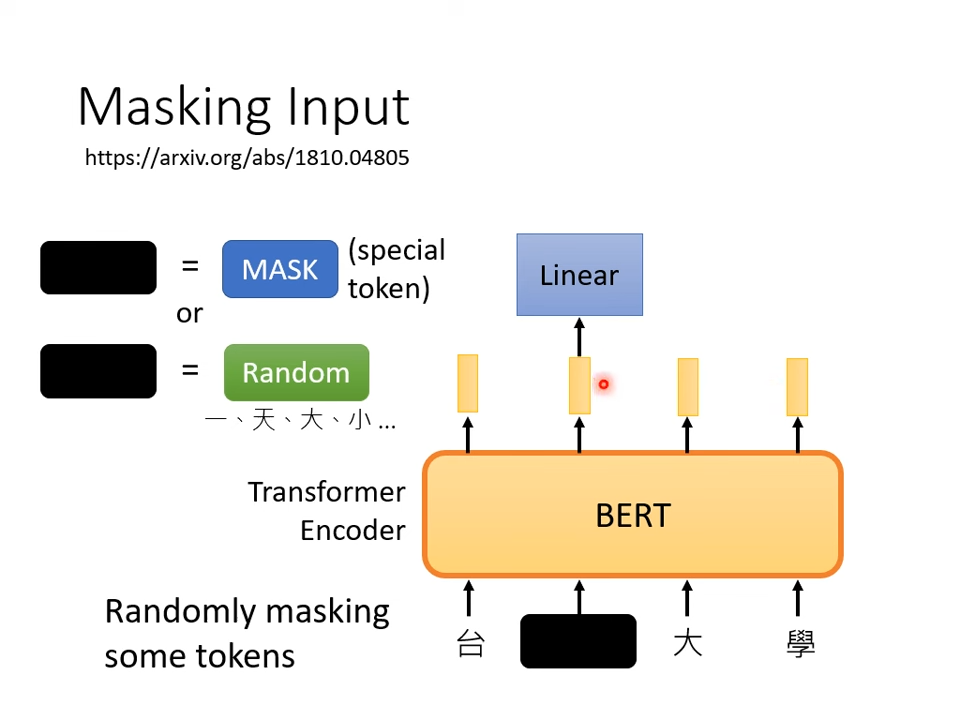 Masking Input
https://arxiv.org/abs/1810.04805
= MASK (special token)
or
= Random
一、天、大、小 ...
Linear
Transformer
Encoder
BERT
Randomly masking
some tokens
台 大 學